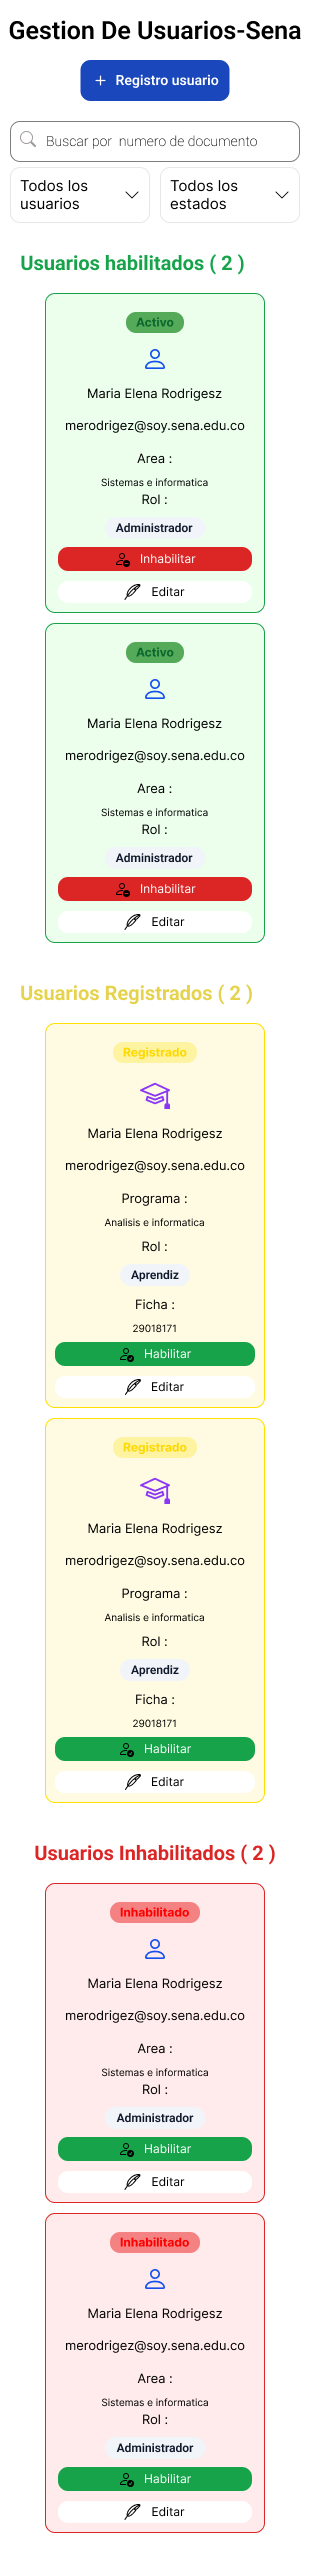 Gestion De Usuarios-Sena
+ Registro usuario
Buscar por numero de documento
Todos los usuarios
Todos los estados
Usuarios habilitados ( 2 )
Activo
Maria Elena Rodrigesz
merodrigez@soy.sena.edu.co
Area :
Sistemas e informatica
Rol :
Administrador
Inhabilitar
Editar
Activo
Maria Elena Rodrigesz
merodrigez@soy.sena.edu.co
Area :
Sistemas e informatica
Rol :
Administrador
Inhabilitar
Editar
Usuarios Registrados ( 2 )
Registrado
Maria Elena Rodrigesz
merodrigez@soy.sena.edu.co
Programa :
Analisis e informatica
Rol :
Aprendiz
Ficha :
29018171
Habilitar
Editar
Registrado
Maria Elena Rodrigesz
merodrigez@soy.sena.edu.co
Programa :
Analisis e informatica
Rol :
Aprendiz
Ficha :
29018171
Habilitar
Editar
Usuarios Inhabilitados ( 2 )
Inhabilitado
Maria Elena Rodrigesz
merodrigez@soy.sena.edu.co
Area :
Sistemas e informatica
Rol :
Administrador
Habilitar
Editar
Inhabilitado
Maria Elena Rodrigesz
merodrigez@soy.sena.edu.co
Area :
Sistemas e informatica
Rol :
Administrador
Habilitar
Editar